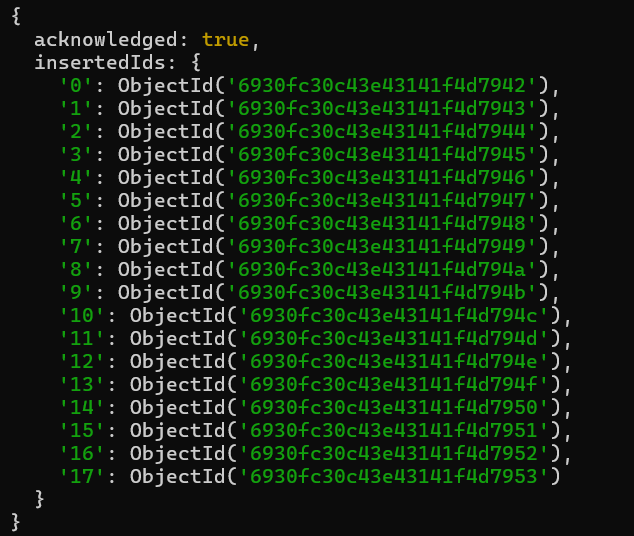 {
  acknowledged: true,
  insertedIds: {
    '0': ObjectId('6930fc30c43e43141f4d7942'),
    '1': ObjectId('6930fc30c43e43141f4d7943'),
    '2': ObjectId('6930fc30c43e43141f4d7944'),
    '3': ObjectId('6930fc30c43e43141f4d7945'),
    '4': ObjectId('6930fc30c43e43141f4d7946'),
    '5': ObjectId('6930fc30c43e43141f4d7947'),
    '6': ObjectId('6930fc30c43e43141f4d7948'),
    '7': ObjectId('6930fc30c43e43141f4d7949'),
    '8': ObjectId('6930fc30c43e43141f4d794a'),
    '9': ObjectId('6930fc30c43e43141f4d794b'),
    '10': ObjectId('6930fc30c43e43141f4d794c'),
    '11': ObjectId('6930fc30c43e43141f4d794d'),
    '12': ObjectId('6930fc30c43e43141f4d794e'),
    '13': ObjectId('6930fc30c43e43141f4d794f'),
    '14': ObjectId('6930fc30c43e43141f4d7950'),
    '15': ObjectId('6930fc30c43e43141f4d7951'),
    '16': ObjectId('6930fc30c43e43141f4d7952'),
    '17': ObjectId('6930fc30c43e43141f4d7953')
  }
}